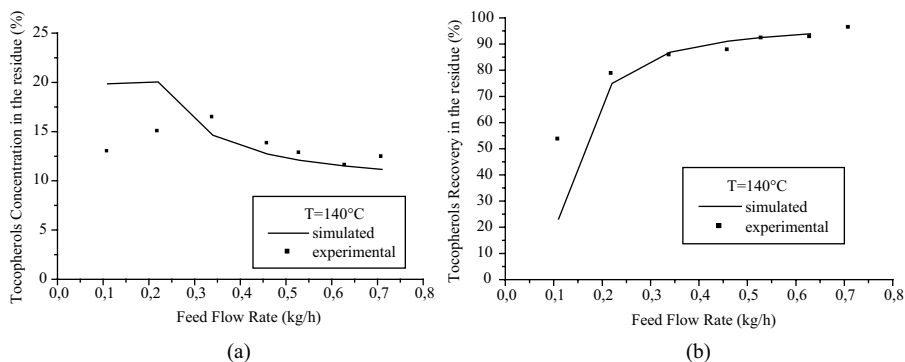 Tocopherols Concentration in the residue (%)
25
20
15
10
5
0
0,0 0,1 0,2 0,3 0,4 0,5 0,6 0,7 0,8
Feed Flow Rate (kg/h)
T=140°C
simulated
experimental
(a)
Tocopherols Recovery in the residue (%)
100
90
80
70
60
50
40
30
20
10
0
0,0 0,1 0,2 0,3 0,4 0,5 0,6 0,7 0,8
Feed Flow Rate (kg/h)
T=140°C
simulated
experimental
(b)